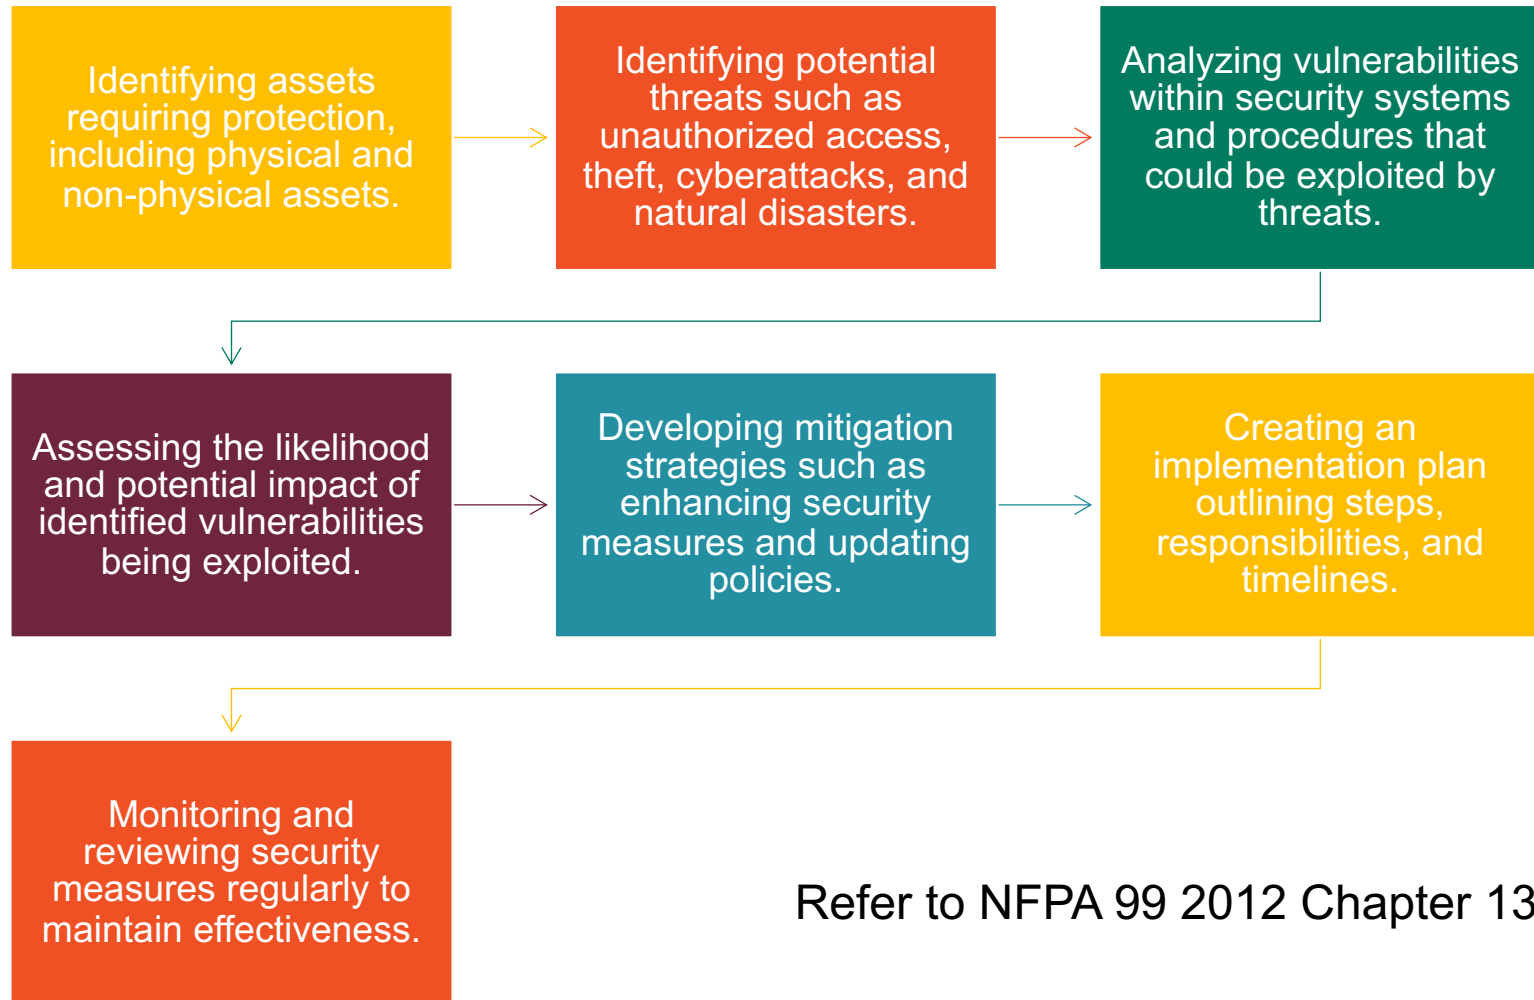 Identifying assets
requiring protection,
including physical and
non-physical assets.
Identifying potential
threats such as
unauthorized access,
theft, cyberattacks, and
natural disasters.
Analyzing vulnerabilities
within security systems
and procedures that
could be exploited by
threats.
Assessing the likelihood
and potential impact of
identified vulnerabilities
being exploited.
Developing mitigation
strategies such as
enhancing security
measures and updating
policies.
Creating an
implementation plan
outlining steps,
responsibilities, and
timelines.
Monitoring and
reviewing security
measures regularly to
maintain effectiveness.
Refer to NFPA 99 2012 Chapter 13